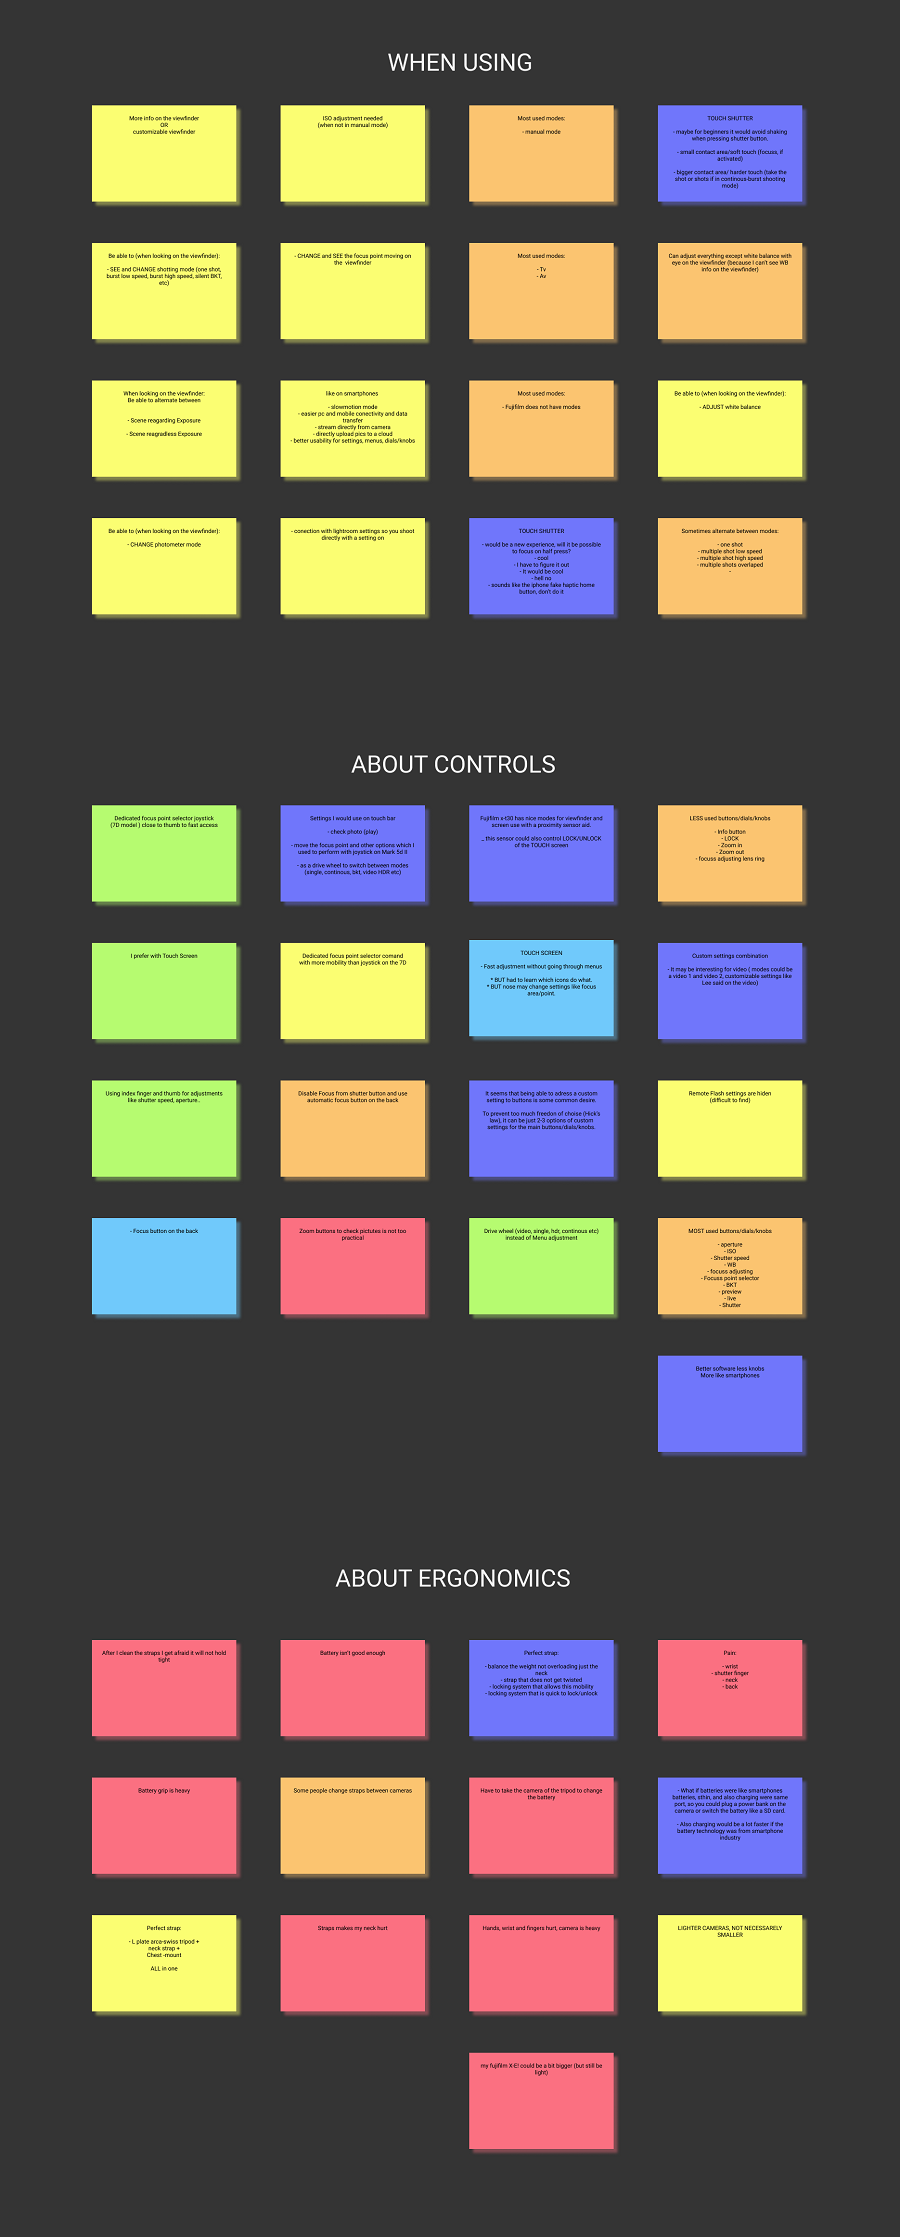 WHEN USING
More info on the viewfinder
OR
customizable viewfinder
ISO adjustment needed
(when not in manual mode)
Most used modes:
- manual mode
TOUCH SHUTTER
- maybe for beginners it would avoid shaking
when pressing shutter button.
- small contact area/soft touch (focuss, if
activated)
- bigger contact area/ harder touch (take the
shot or shots if in continous-burst shooting
mode)
Be able to (when looking on the viewfinder):
- SEE and CHANGE shotting mode (one shot,
burst low speed, burst high speed, silent BKT,
etc)
- CHANGE and SEE the focus point moving on
the viewfinder
Most used modes:
- Tv
- Av
Can adjust everything except white balance with
eye on the viewfinder (because I can't see WB
info on the viewfinder)
When looking on the viewfinder:
Be able to alternate between
- Scene reagarding Exposure
- Scene reagradless Exposure
like on smartphones
- slowmotion mode
- easier pc and mobile conectivity and data
transfer
- stream directly from camera
- directly upload pics to a cloud
- better usability for settings, menus, dials/knobs
Most used modes:
- Fujifilm does not have modes
Be able to (when looking on the viewfinder):
- ADJUST white balance
Be able to (when looking on the viewfinder):
- CHANGE photometer mode
- conection with lightroom settings so you shoot
directly with a setting on
TOUCH SHUTTER
- would be a new experience, will it be possible
to focus on half press?
- cool
- I have to figure it out
- It would be cool
- hell no
- sounds like the iphone fake haptic home
button, don't do it
Sometimes alternate between modes:
- one shot
- multiple shot low speed
- multiple shot high speed
- multiple shots overlaped
-
ABOUT CONTROLS
Dedicated focus point selector joystick
(7D model ) close to thumb to fast access
Settings I would use on touch bar
- check photo (play)
- move the focus point and other options which I
used to perform with joystick on Mark 5d II
- as a drive wheel to switch between modes
(single, continous, bkt, video HDR etc)
Fujifilm x-t30 has nice modes for viewfinder and
screen use with a proximity sensor aid.
_ this sensor could also control LOCK/UNLOCK
of the TOUCH screen
LESS used buttons/dials/knobs
- Info button
- LOCK
- Zoom in
- Zoom out
- focuss adjusting lens ring
I prefer with Touch Screen
Dedicated focus point selector comand
with more mobility than joystick on the 7D
TOUCH SCREEN
- Fast adjustment without going through menus
* BUT had to learn which icons do what.
* BUT nose may change settings like focus
area/point.
Custom settings combination
- It may be interesting for video ( modes could be
a video 1 and video 2, customizable settings like
Lee said on the video)
Using index finger and thumb for adjustments
like shutter speed, aperture..
Disable Focus from shutter button and use
automatic focus button on the back
It seems that being able to adress a custom
setting to buttons is some common desire.
To prevent too much freedon of choise (Hick's
law), it can be just 2-3 options of custom
settings for the main buttons/dials/knobs.
Remote Flash settings are hiden
(difficult to find)
- Focus button on the back
Zoom buttons to check pictutes is not too
practical
Drive wheel (video, single, hdr, continous etc)
instead of Menu adjustment
MOST used buttons/dials/knobs
- aperture
- ISO
- Shutter speed
- WB
- focuss adjusting
- Focuss point selector
- BKT
- preview
- live
- Shutter
Better software less knobs
More like smartphones
ABOUT ERGONOMICS
After I clean the straps I get afraid it will not hold
tight
Battery isn't good enough
Perfect strap:
- balance the weight not overloading just the
neck
- strap that does not get twisted
- locking system that allows this mobility
- locking system that is quick to lock/unlock
Pain:
- wrist
- shutter finger
- neck
- back
Battery grip is heavy
Some people change straps between cameras
Have to take the camera of the tripod to change
the battery
- What if batteries were like smartphones
batteries, sthin, and also charging were same
port, so you could plug a power bank on the
camera or switch the battery like a SD card.
- Also charging would be a lot faster if the
battery technology was from smartphone
industry
Perfect strap:
- L plate arca-swiss tripod +
neck strap +
Chest -mount
ALL in one
Straps makes my neck hurt
Hands, wrist and fingers hurt, camera is heavy
LIGHTER CAMERAS, NOT NECESSARELY
SMALLER
my fujifilm X-E! could be a bit bigger (but still be
light)